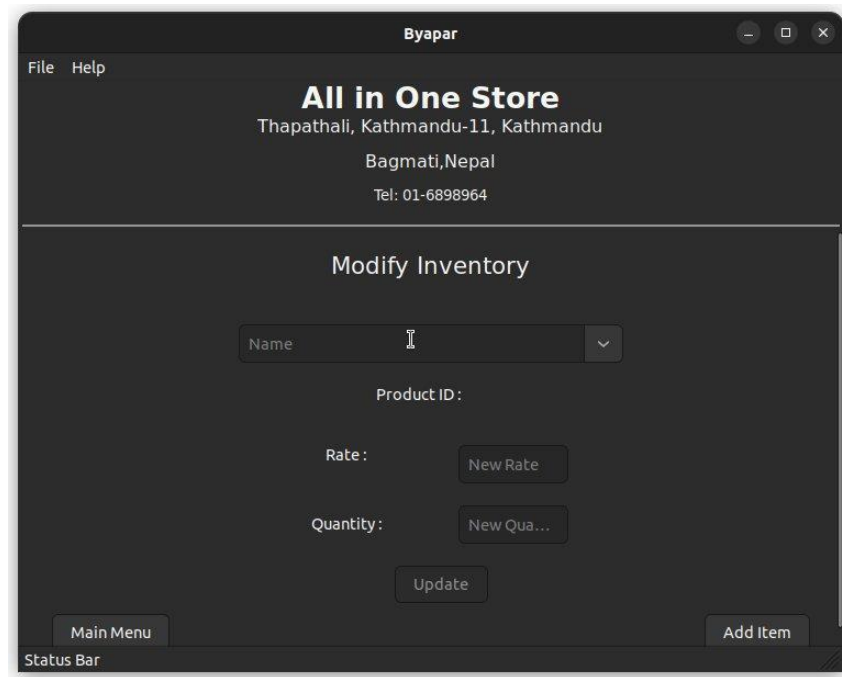 Byapar
File Help
All in One Store
Thapathali, Kathmandu-11, Kathmandu
Bagmati,Nepal
Tel: 01-6898964
Modify Inventory
Name
Product ID :
Rate : New Rate
Quantity : New Qua...
Update
Main Menu Add Item
Status Bar